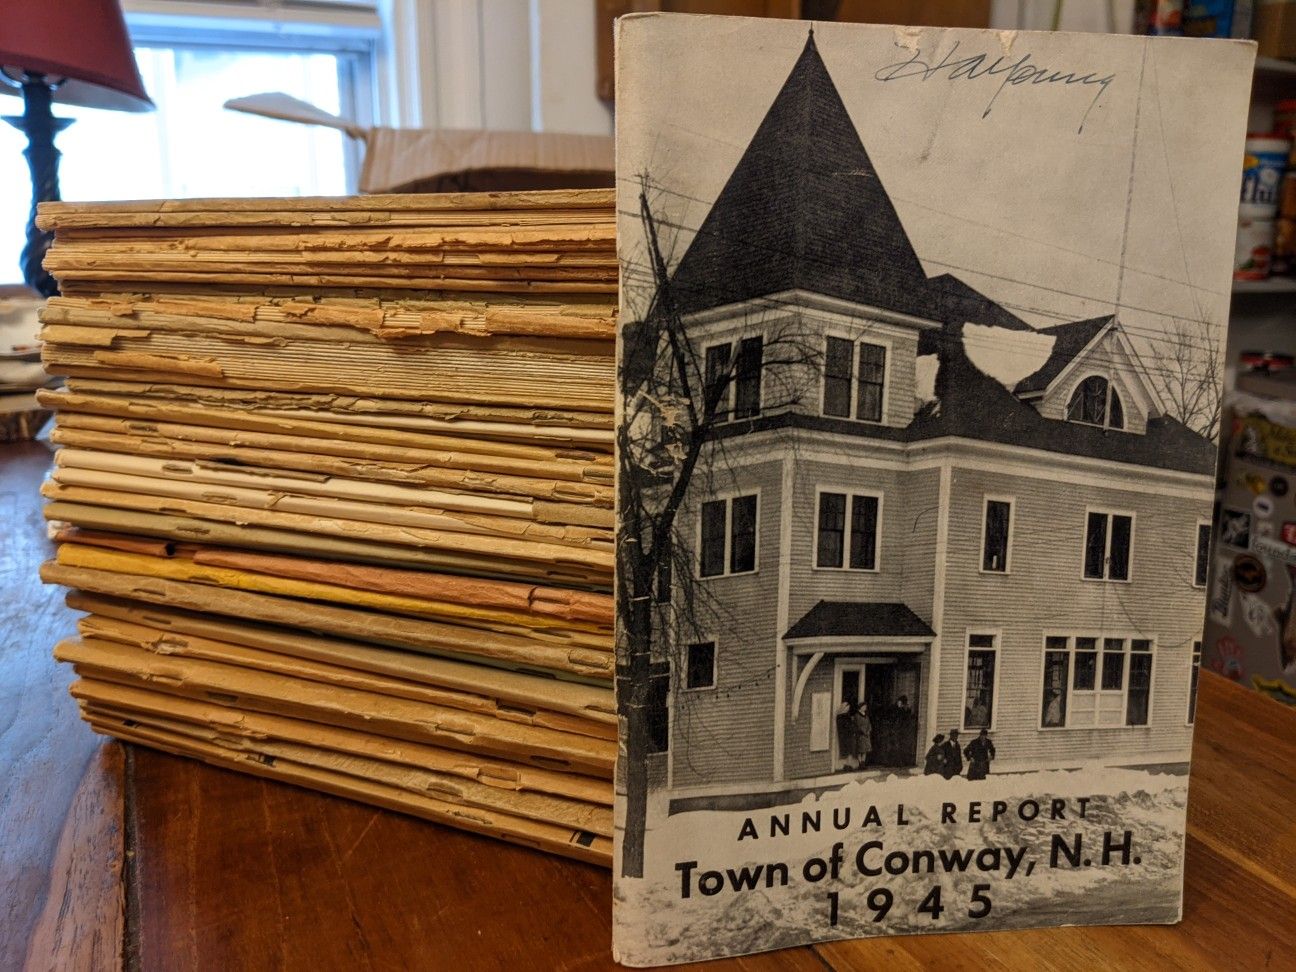 ANNUAL REPORT
Town of Conway, N.H.
1945